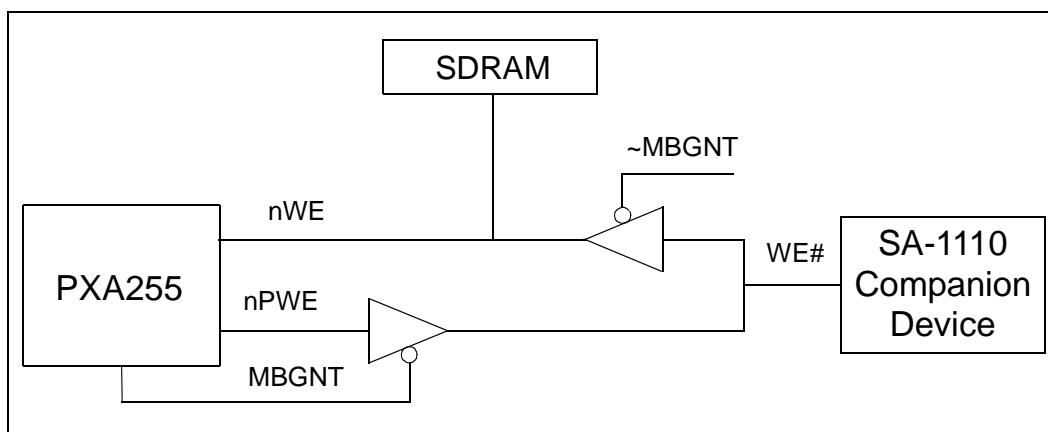 SDRAM
~MBGNT
nWE
PXA255
nPWE
MBGNT
WE#
SA-1110
Companion
Device